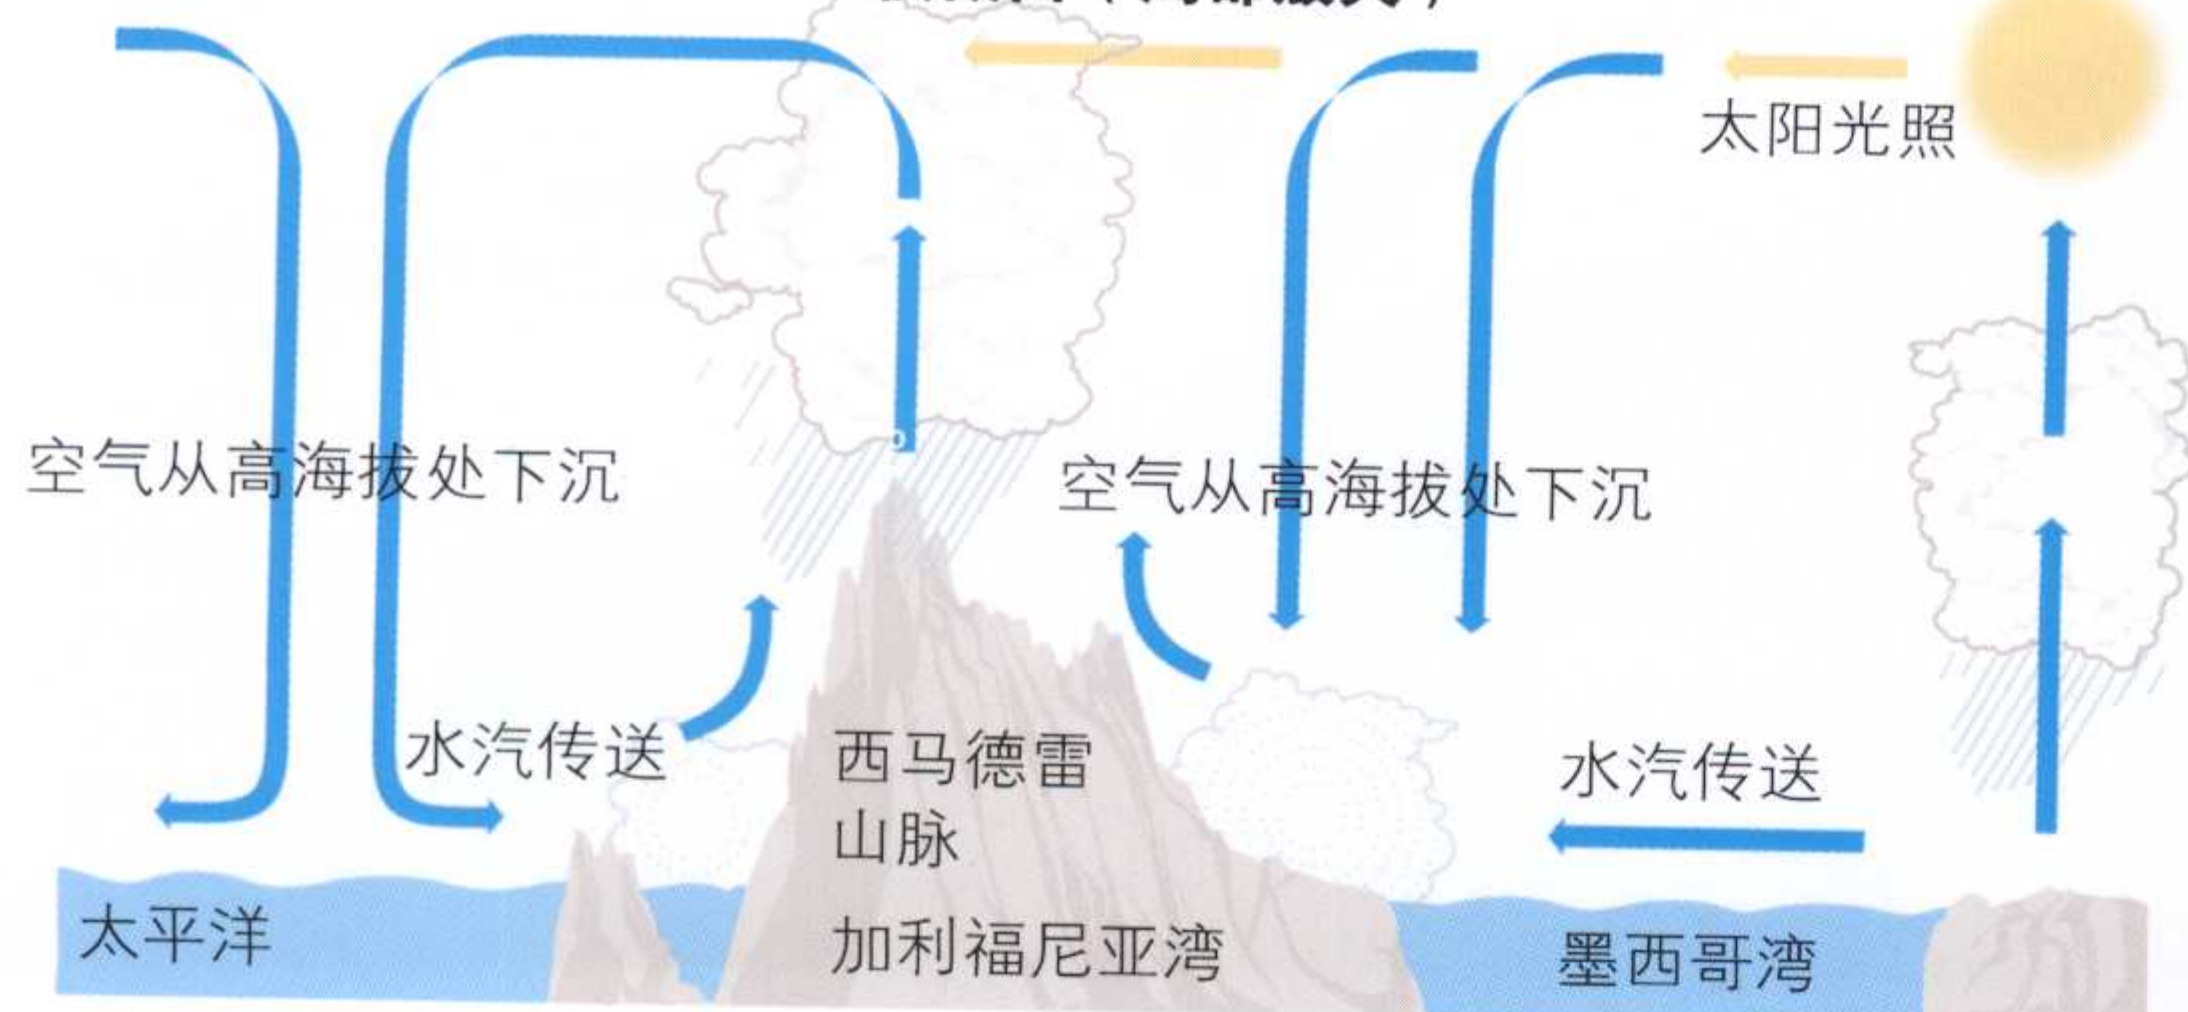 太阳光照
空气从高海拔处下沉
空气从高海拔处下沉
水汽传送
西马德雷
山脉
水汽传送
太平洋
加利福尼亚湾
墨西哥湾